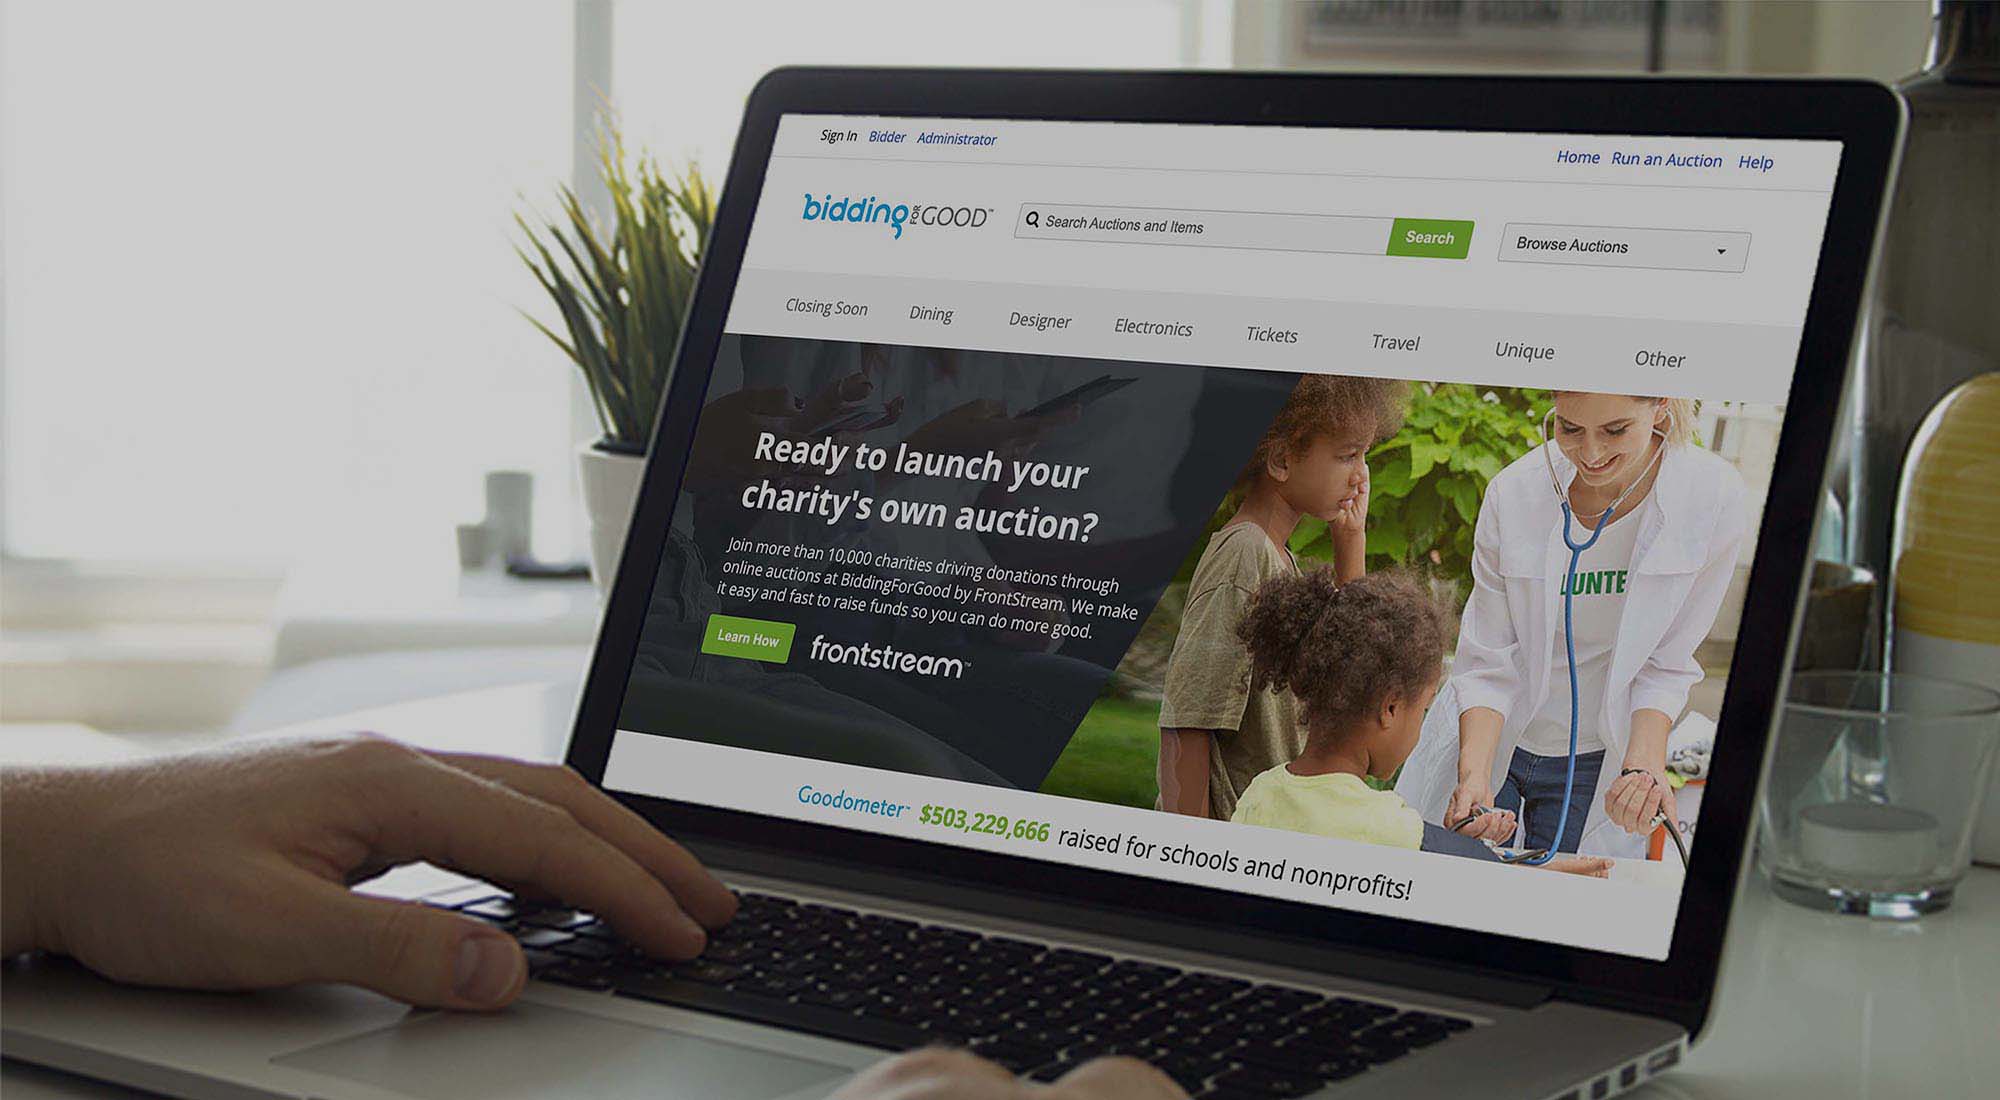 Sign In Bidder Administrator
Home Run an Auction Help
bidding FOR GOOD™
Search Auctions and Items
Search
Browse Auctions
Closing Soon Dining Designer Electronics Tickets Travel Unique Other
Ready to launch your
charity's own auction?
Join more than 10,000 charities driving donations through
online auctions at BiddingForGood by FrontStream. We make
it easy and fast to raise funds so you can do more good.
Learn How
frontstream™
LUNTE
Goodometer™ $503,229,666 raised for schools and nonprofits!